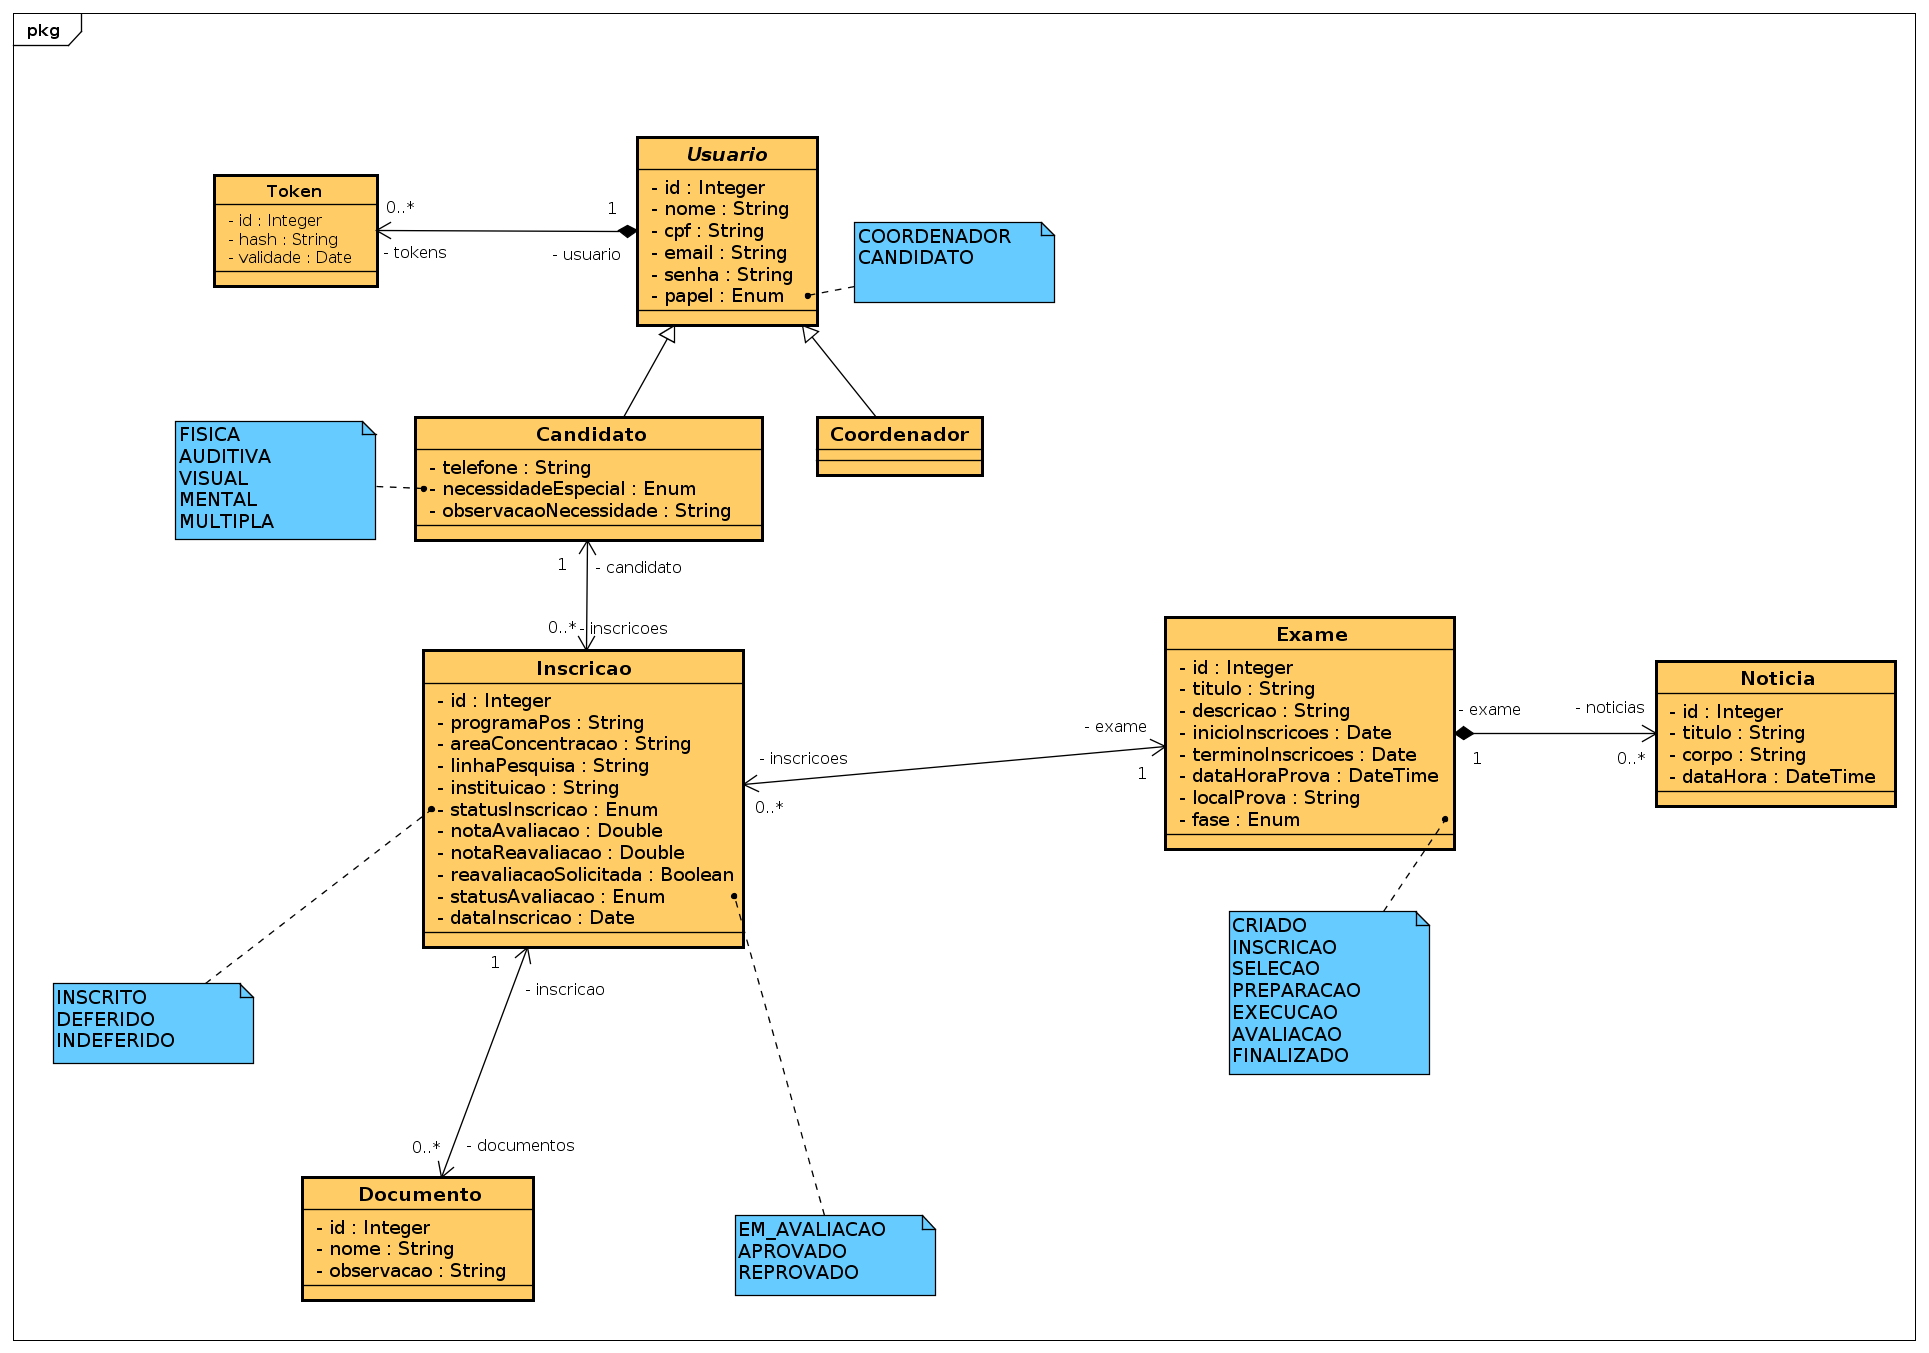 pkg
Usuario
- id : Integer
- nome : String
- cpf : String
- email : String
- senha : String
- papel : Enum
Token
- id : Integer
- hash : String
- validade : Date
0..*
- tokens
1
- usuario
COORDENADOR
CANDIDATO
FISICA
AUDITIVA
VISUAL
MENTAL
MULTIPLA
Candidato
- telefone : String
- necessidadeEspecial : Enum
- observacaoNecessidade : String
Coordenador
1
- candidato
0..*
- inscricoes
Inscricao
- id : Integer
- programaPos : String
- areaConcentracao : String
- linhaPesquisa : String
- instituicao : String
- statusInscricao : Enum
- notaAvaliacao : Double
- notaReavaliacao : Double
- reavaliacaoSolicitada : Boolean
- statusAvaliacao : Enum
- dataInscricao : Date
- inscricoes
0..*
- exame
1
Exame
- id : Integer
- titulo : String
- descricao : String
- inicioInscricoes : Date
- terminoInscricoes : Date
- dataHoraProva : DateTime
- localProva : String
- fase : Enum
- exame
1
- noticias
0..*
Noticia
- id : Integer
- titulo : String
- corpo : String
- dataHora : DateTime
CRIADO
INSCRICAO
SELECAO
PREPARACAO
EXECUCAO
AVALIACAO
FINALIZADO
INSCRITO
DEFERIDO
INDEFERIDO
1
- inscricao
0..*
- documentos
Documento
- id : Integer
- nome : String
- observacao : String
EM_AVALIACAO
APROVADO
REPROVADO